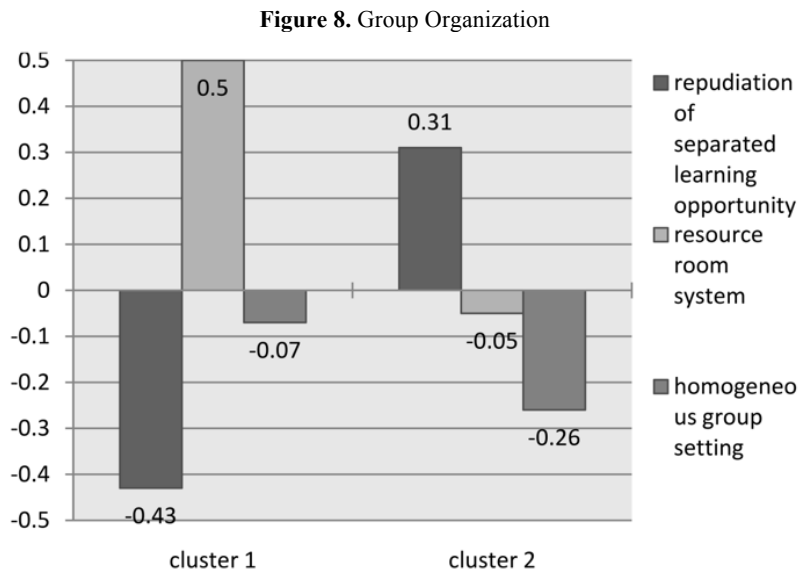 Figure 8. Group Organization
0.5
0.4
0.3
0.2
0.1
0
-0.1
-0.2
-0.3
-0.4
-0.5
0.5
-0.43
-0.07
0.31
-0.05
-0.26
cluster 1
cluster 2
repudiation
of
separated
learning
opportunity
resource
room
system
homogeneo
us group
setting